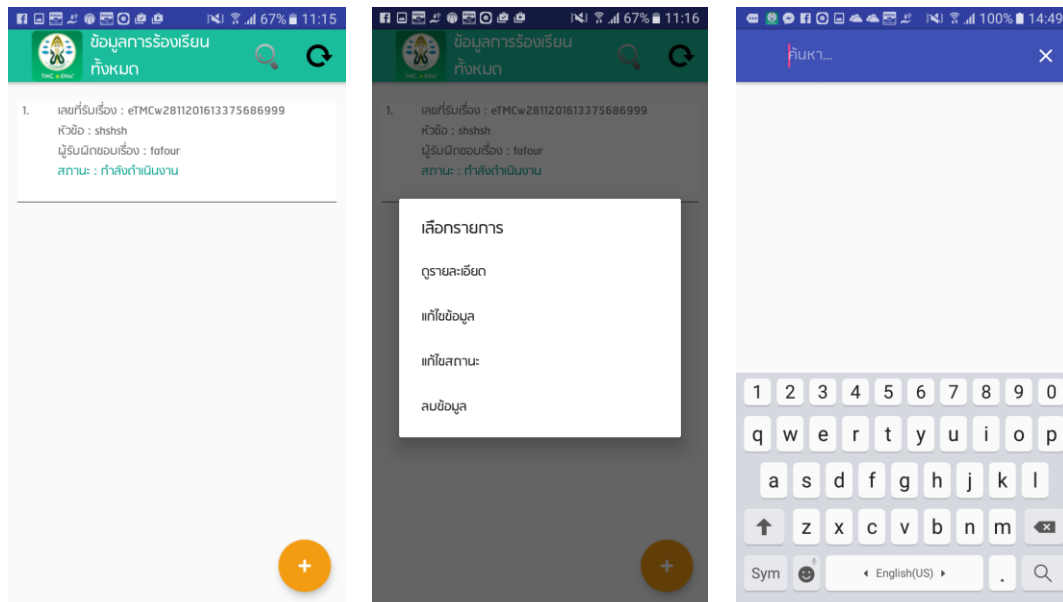 67% 11:15
ข้อมูลการร้องเรียน
ทั้งหมด
TMC e-Ethic
1. เลขที่รับเรื่อง : eTMCw2811201613375686999
หัวข้อ : shshsh
ผู้รับผิดชอบเรื่อง : fafour
สถานะ : กำลังดำเนินงาน
+
67% 11:16
ข้อมูลการร้องเรียน
ทั้งหมด
1. เลขที่รับเรื่อง : eTMCw2811201613375686999
หัวข้อ : shshsh
ผู้รับผิดชอบเรื่อง : fafour
สถานะ : กำลังดำเนินงาน
เลือกรายการ
ดูรายละเอียด
แก้ไขข้อมูล
แก้ไขสถานะ
ลบข้อมูล
+
100% 14:49
ค้นหา...
1 2 3 4 5 6 7 8 9 0
q w e r t y u i o p
a s d f g h j k l
z x c v b n m
Sym English(US) .